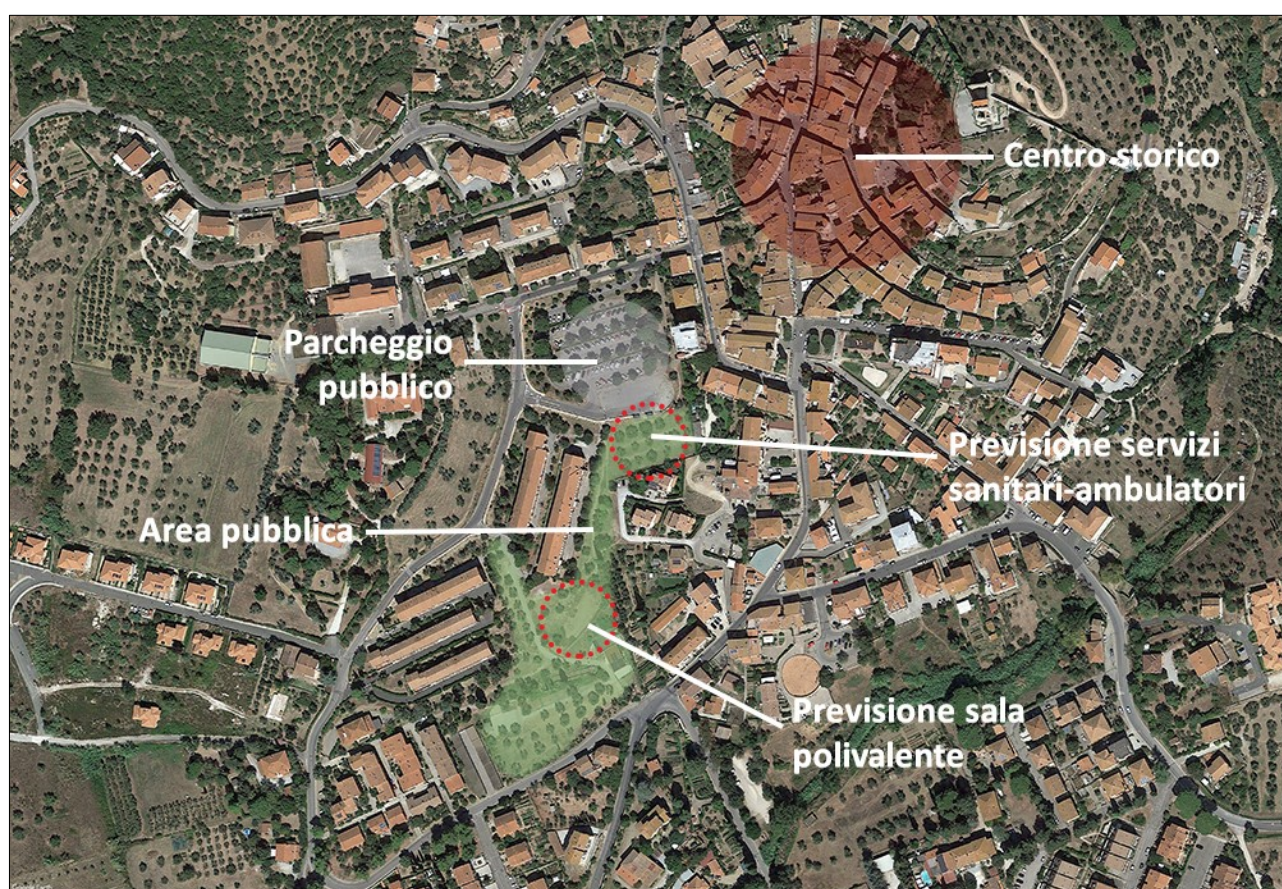 Centro storico
Parcheggio
pubblico
Previsione servizi
sanitari-ambulatori
Area pubblica
Previsione sala
polivalente